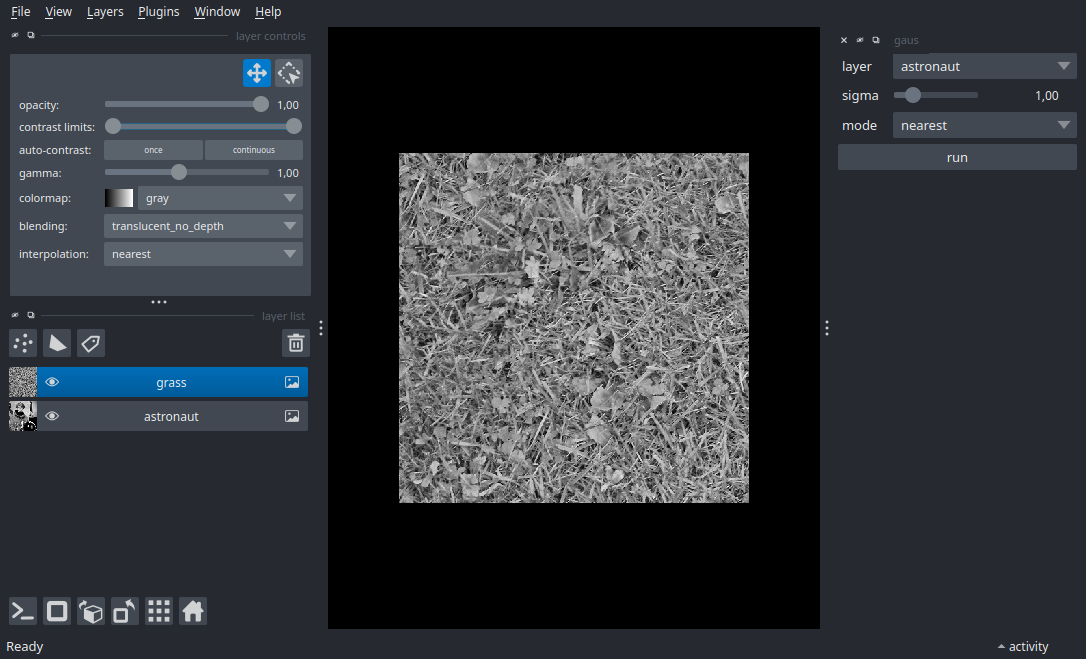 File View Layers Plugins Window Help
layer controls
opacity: 1,00
contrast limits:
auto-contrast: once continuous
gamma: 1,00
colormap: gray
blending: translucent_no_depth
interpolation: nearest
layer list
grass
astronaut
gaus
layer astronaut
sigma 1,00
mode nearest
run
Ready
activity